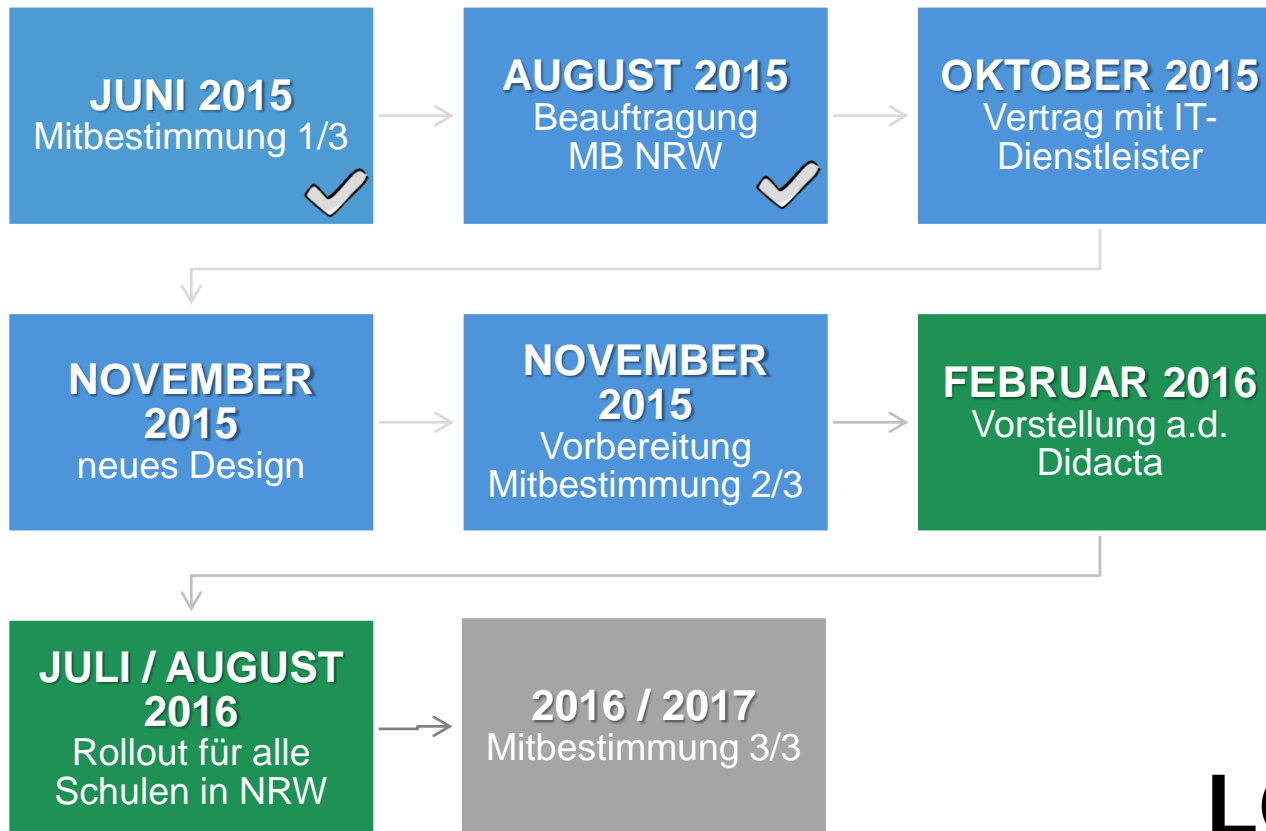 JUNI 2015
Mitbestimmung 1/3
AUGUST 2015
Beauftragung
MB NRW
OKTOBER 2015
Vertrag mit IT-
Dienstleister
NOVEMBER
2015
neues Design
NOVEMBER
2015
Vorbereitung
Mitbestimmung 2/3
FEBRUAR 2016
Vorstellung a.d.
Didacta
JULI / AUGUST
2016
Rollout für alle
Schulen in NRW
2016 / 2017
Mitbestimmung 3/3